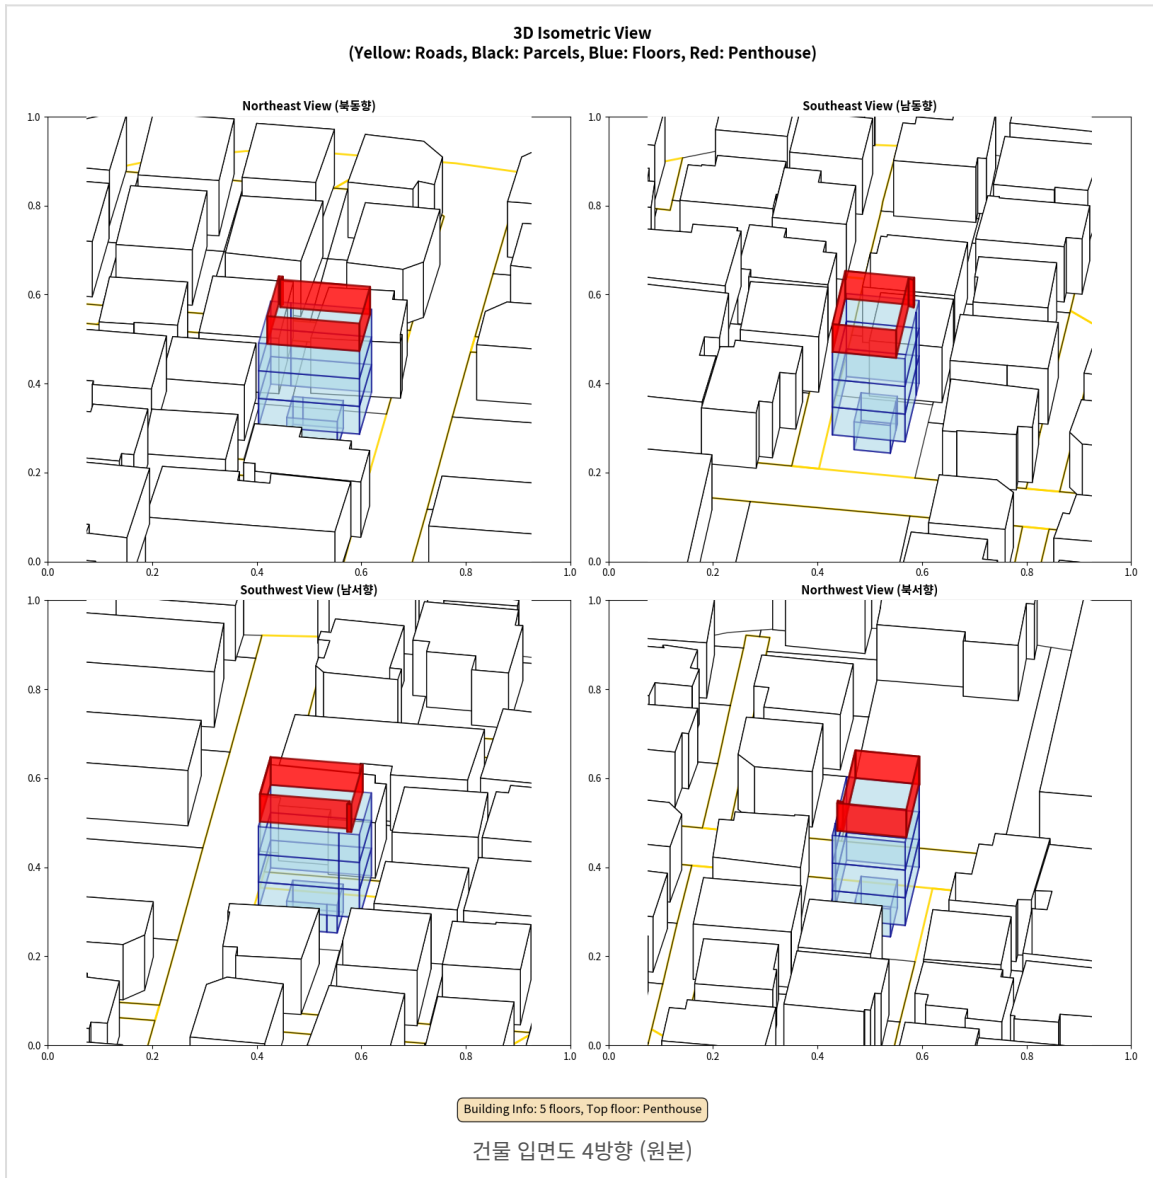 3D Isometric View
(Yellow: Roads, Black: Parcels, Blue: Floors, Red: Penthouse)
Northeast View (북동향)
1.0
0.8
0.6
0.4
0.2
0.0
0.0 0.2 0.4 0.6 0.8 1.0
Southeast View (남동향)
1.0
0.8
0.6
0.4
0.2
0.0
0.0 0.2 0.4 0.6 0.8 1.0
Southwest View (남서향)
1.0
0.8
0.6
0.4
0.2
0.0
0.0 0.2 0.4 0.6 0.8 1.0
Northwest View (북서향)
1.0
0.8
0.6
0.4
0.2
0.0
0.0 0.2 0.4 0.6 0.8 1.0
Building Info: 5 floors, Top floor: Penthouse
건물 입면도 4방향 (원본)